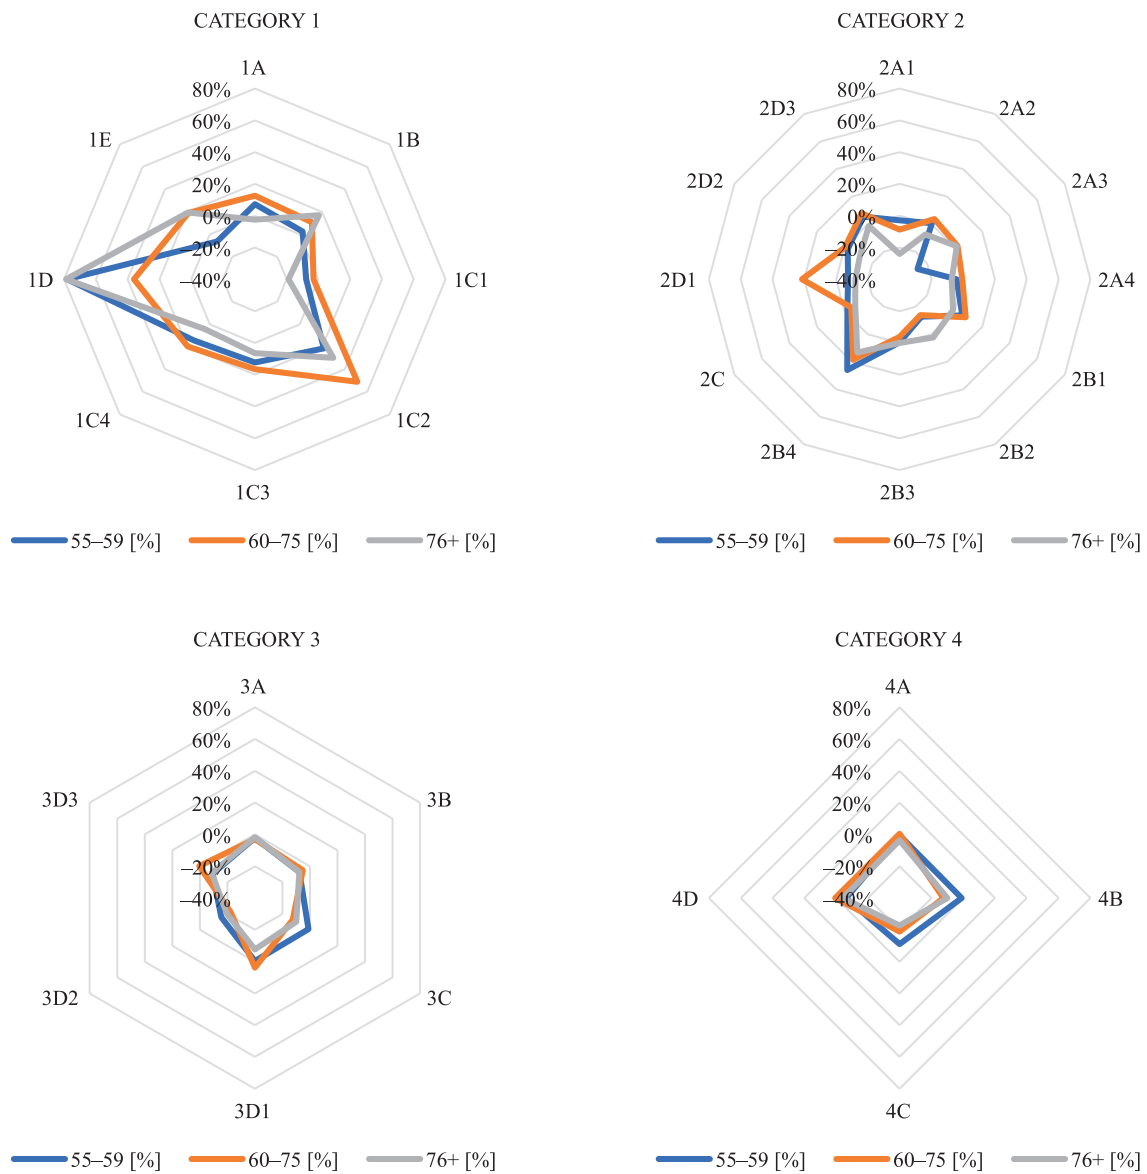 CATEGORY 1
1A
80%
60%
40%
20%
0%
–20%
–40%
1B
1C1
1C2
1C3
1C4
1D
1E
55–59 [%] 60–75 [%] 76+ [%]
CATEGORY 2
2A1
80%
60%
40%
20%
0%
–20%
–40%
2A2
2A3
2A4
2B1
2B2
2B3
2B4
2C
2D1
2D2
2D3
55–59 [%] 60–75 [%] 76+ [%]
CATEGORY 3
3A
80%
60%
40%
20%
0%
–20%
–40%
3B
3C
3D1
3D2
3D3
55–59 [%] 60–75 [%] 76+ [%]
CATEGORY 4
4A
80%
60%
40%
20%
0%
–20%
–40%
4B
4C
4D
55–59 [%] 60–75 [%] 76+ [%]